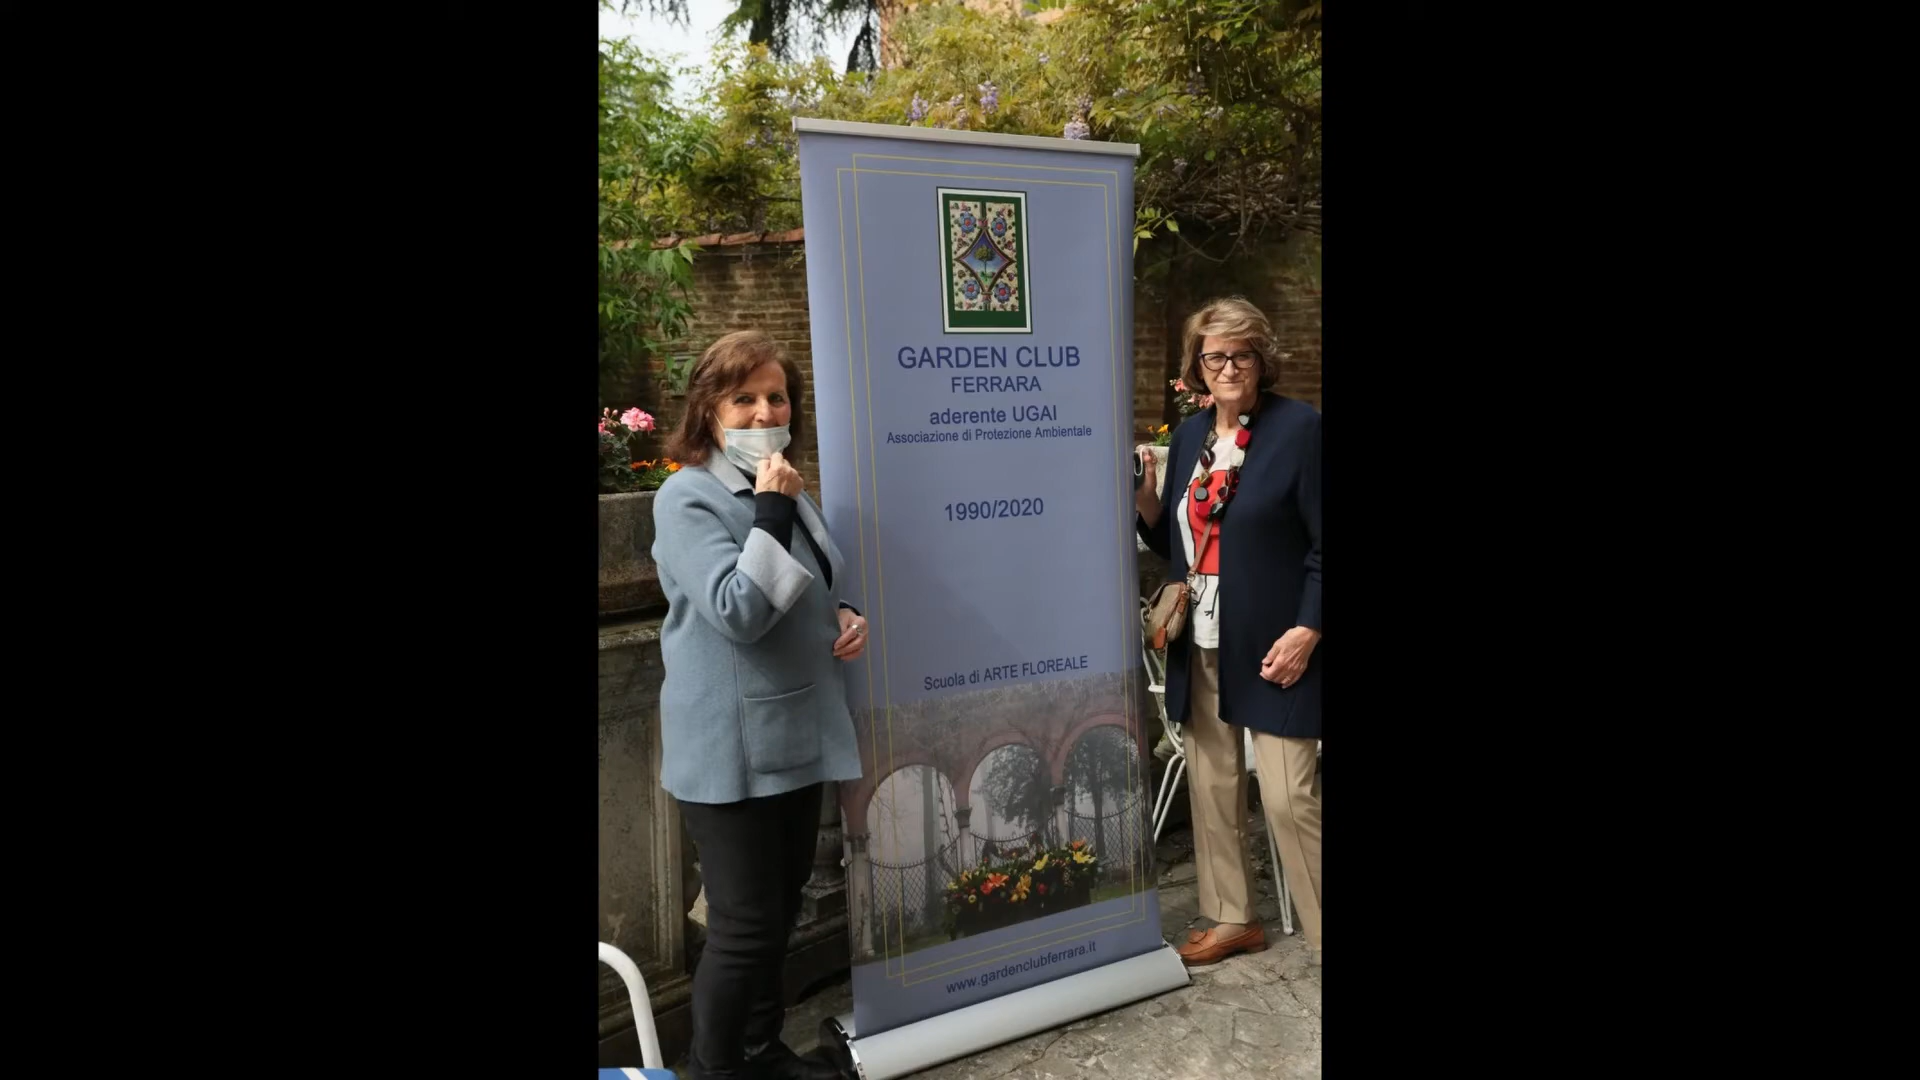 GARDEN CLUB
FERRARA
aderente UGAI
Associazione di Protezione Ambientale
1990/2020
Scuola di ARTE FLOREALE
www.gardenclubferrara.it